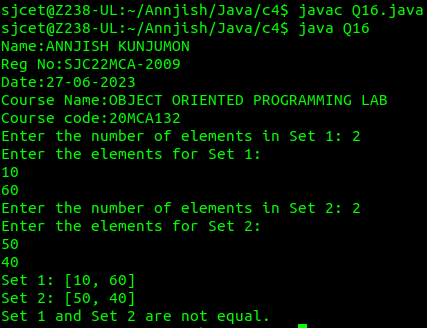 sjcet@Z238-UL:~/Annjish/Java/c4$ javac Q16.java
sjcet@Z238-UL:~/Annjish/Java/c4$ java Q16
Name:ANNJISH KUNJUMON
Reg No:SJC22MCA-2009
Date:27-06-2023
Course Name:OBJECT ORIENTED PROGRAMMING LAB
Course code:20MCA132
Enter the number of elements in Set 1: 2
Enter the elements for Set 1:
10
60
Enter the number of elements in Set 2: 2
Enter the elements for Set 2:
50
40
Set 1: [10, 60]
Set 2: [50, 40]
Set 1 and Set 2 are not equal.